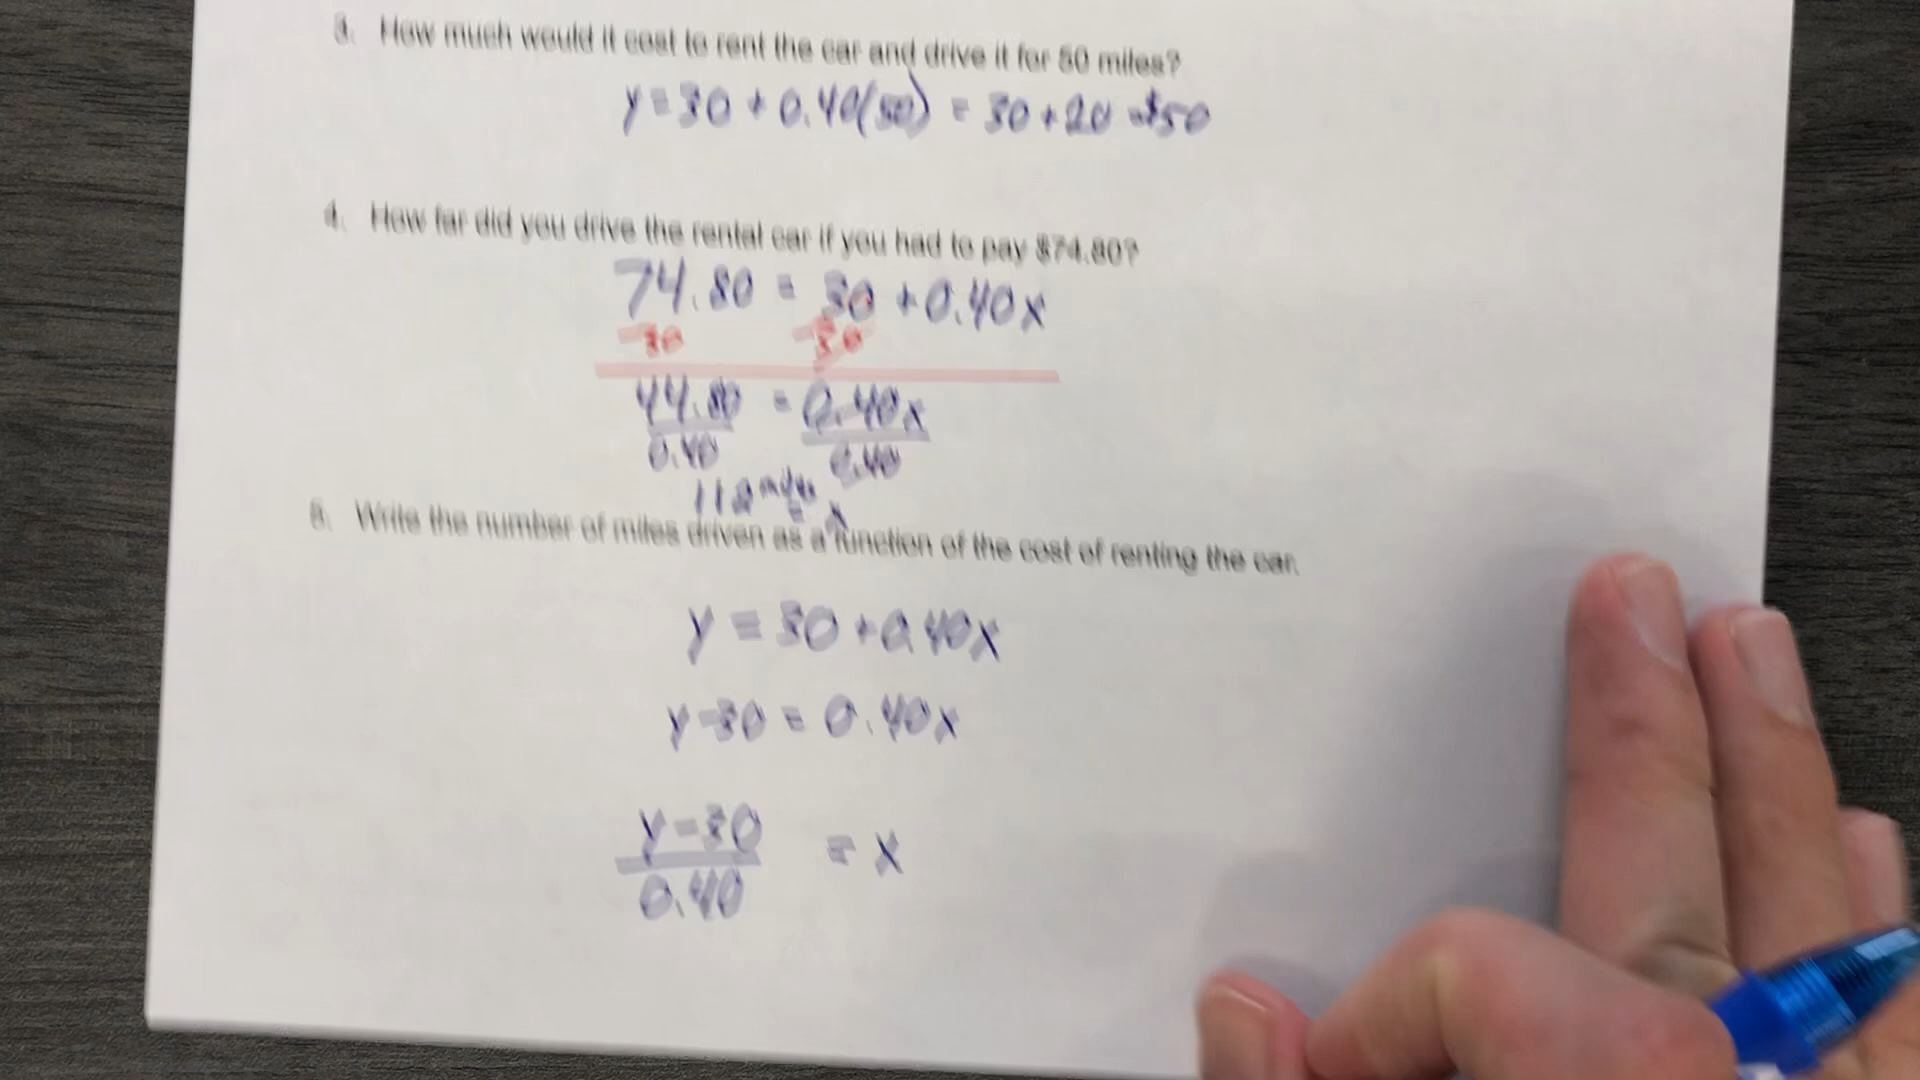 3. How much would it cost to rent the car and drive it for 50 miles?
y = 30 + 0.40(50) = 30 + 20 = $50
4. How far did you drive the rental car if you had to pay $74.80?
74.80 = 30 + 0.40x
-30 -30
44.80 = 0.40x
0.40 0.40
112 miles = x
5. Write the number of miles driven as a function of the cost of renting the car.
y = 30 + 0.40x
y - 30 = 0.40x
y - 30 = x
0.40